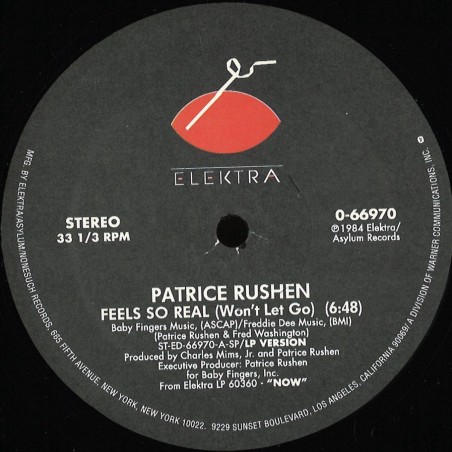 ELEKTRA
STEREO
33 1/3 RPM
0-66970
℗1984 Elektra/
Asylum Records
PATRICE RUSHEN
FEELS SO REAL (Won't Let Go) (6:48)
Baby Fingers Music, (ASCAP)/Freddie Dee Music, (BMI)
(Patrice Rushen & Fred Washington)
ST-ED-66970-A-SP/LP VERSION
Produced by Charles Mims, Jr. and Patrice Rushen
Executive Producer: Patrice Rushen
for Baby Fingers, Inc.
From Elektra LP 60360 - "NOW"
MFG. BY ELEKTRA/ASYLUM/NONESUCH RECORDS, 665 FIFTH AVENUE, NEW YORK, NEW YORK 10022. 9229 SUNSET BOULEVARD, LOS ANGELES, CALIFORNIA 90069/A DIVISION OF WARNER COMMUNICATIONS, INC.